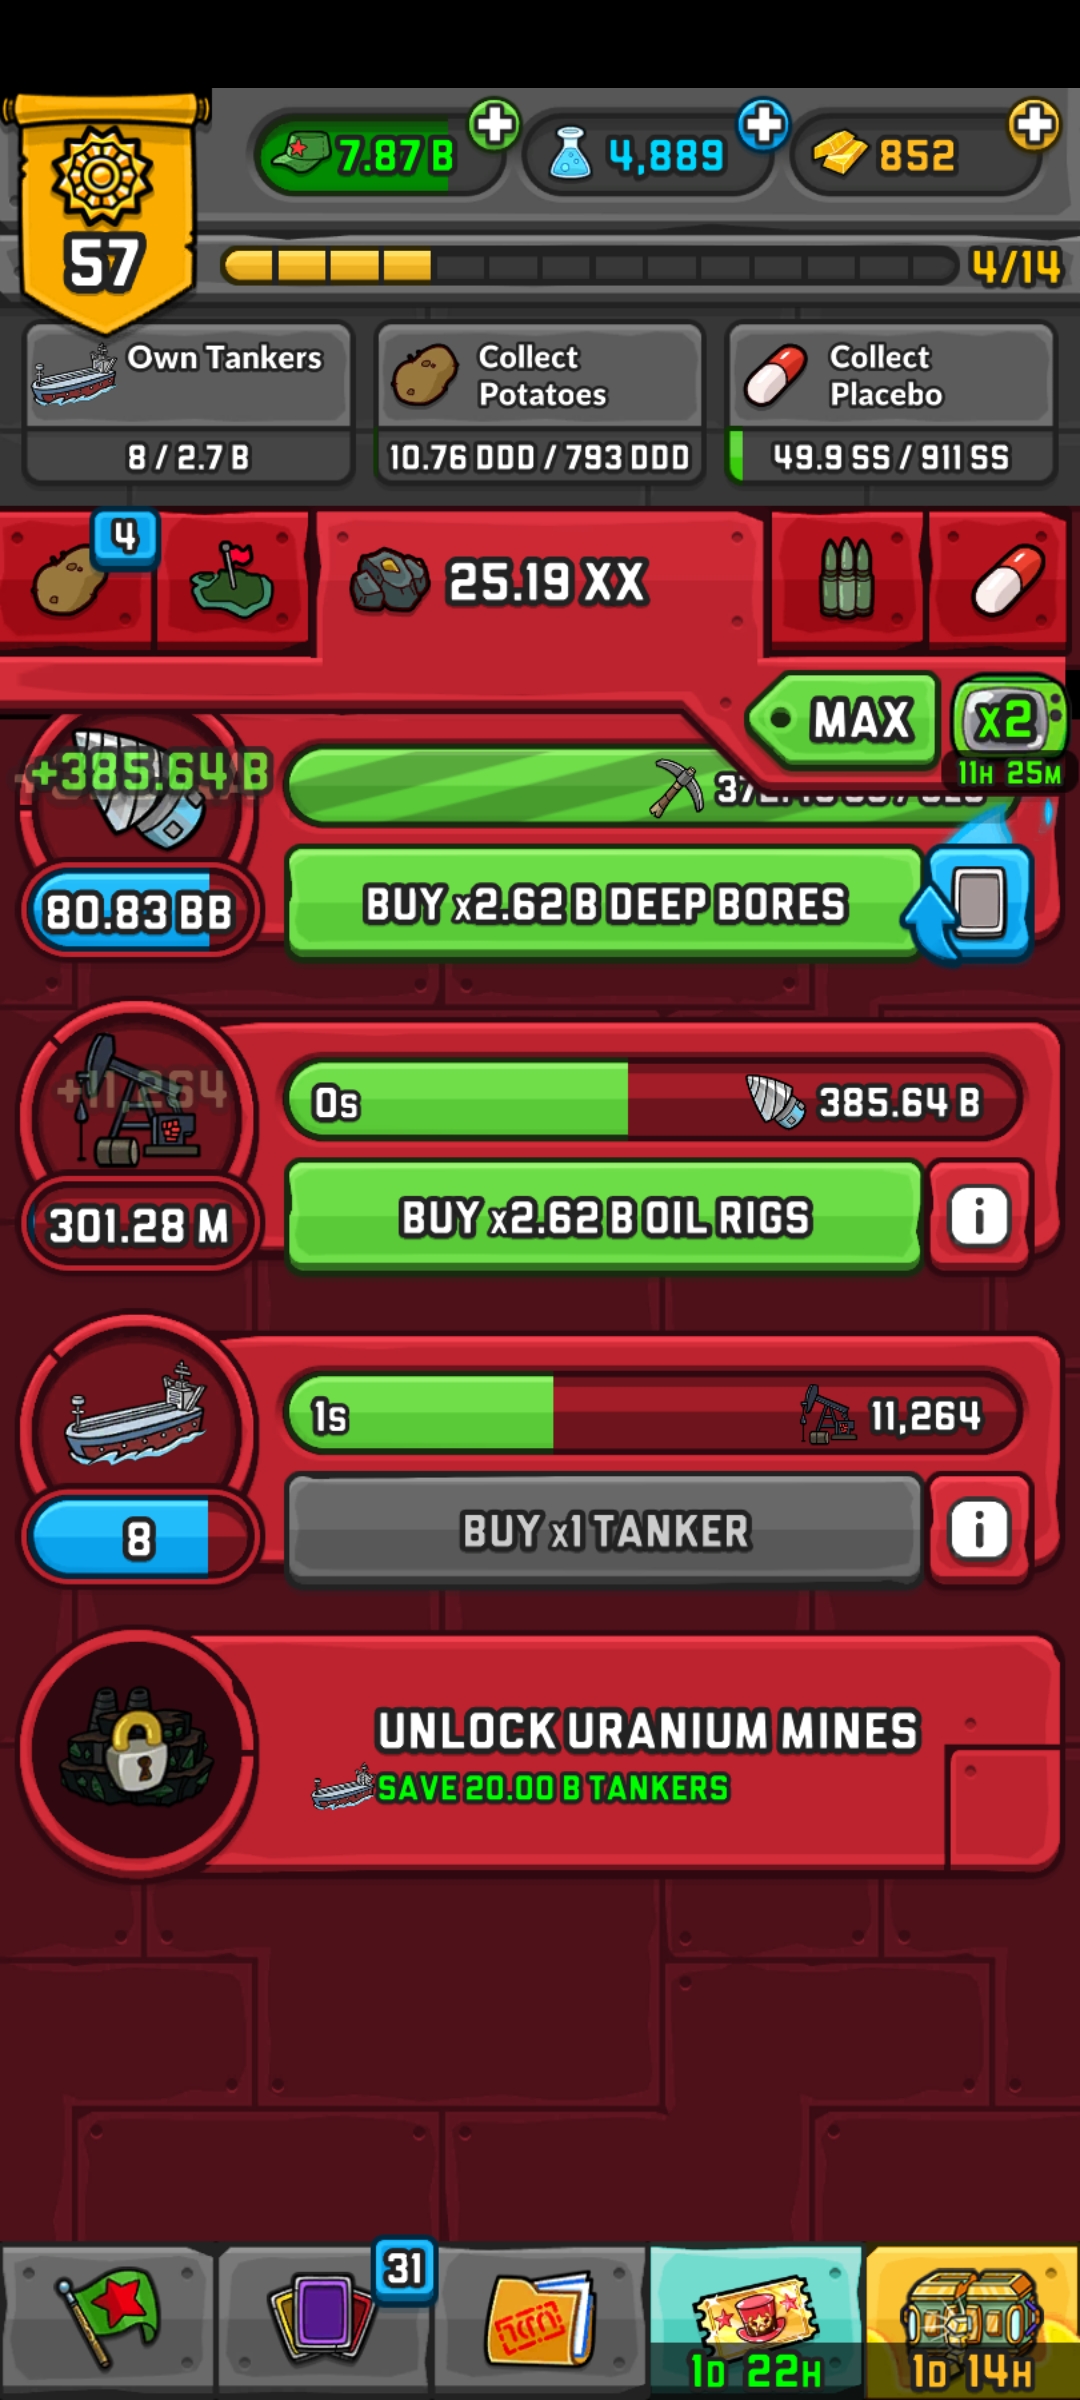 7.87 B
4,889
852
57
4/14
Own Tankers
8 / 2.7 B
Collect
Potatoes
10.76 DDD / 793 DDD
Collect
Placebo
49.9 SS / 911 SS
4
25.19 XX
MAX
x2
11H 25M
+385.64 B
80.83 BB
BUY x2.62 B DEEP BORES
+11,264
0s
385.64 B
301.28 M
BUY x2.62 B OIL RIGS
i
1s
11,264
8
BUY x1 TANKER
i
UNLOCK URANIUM MINES
SAVE 20.00 B TANKERS
31
1D 22H
1D 14H